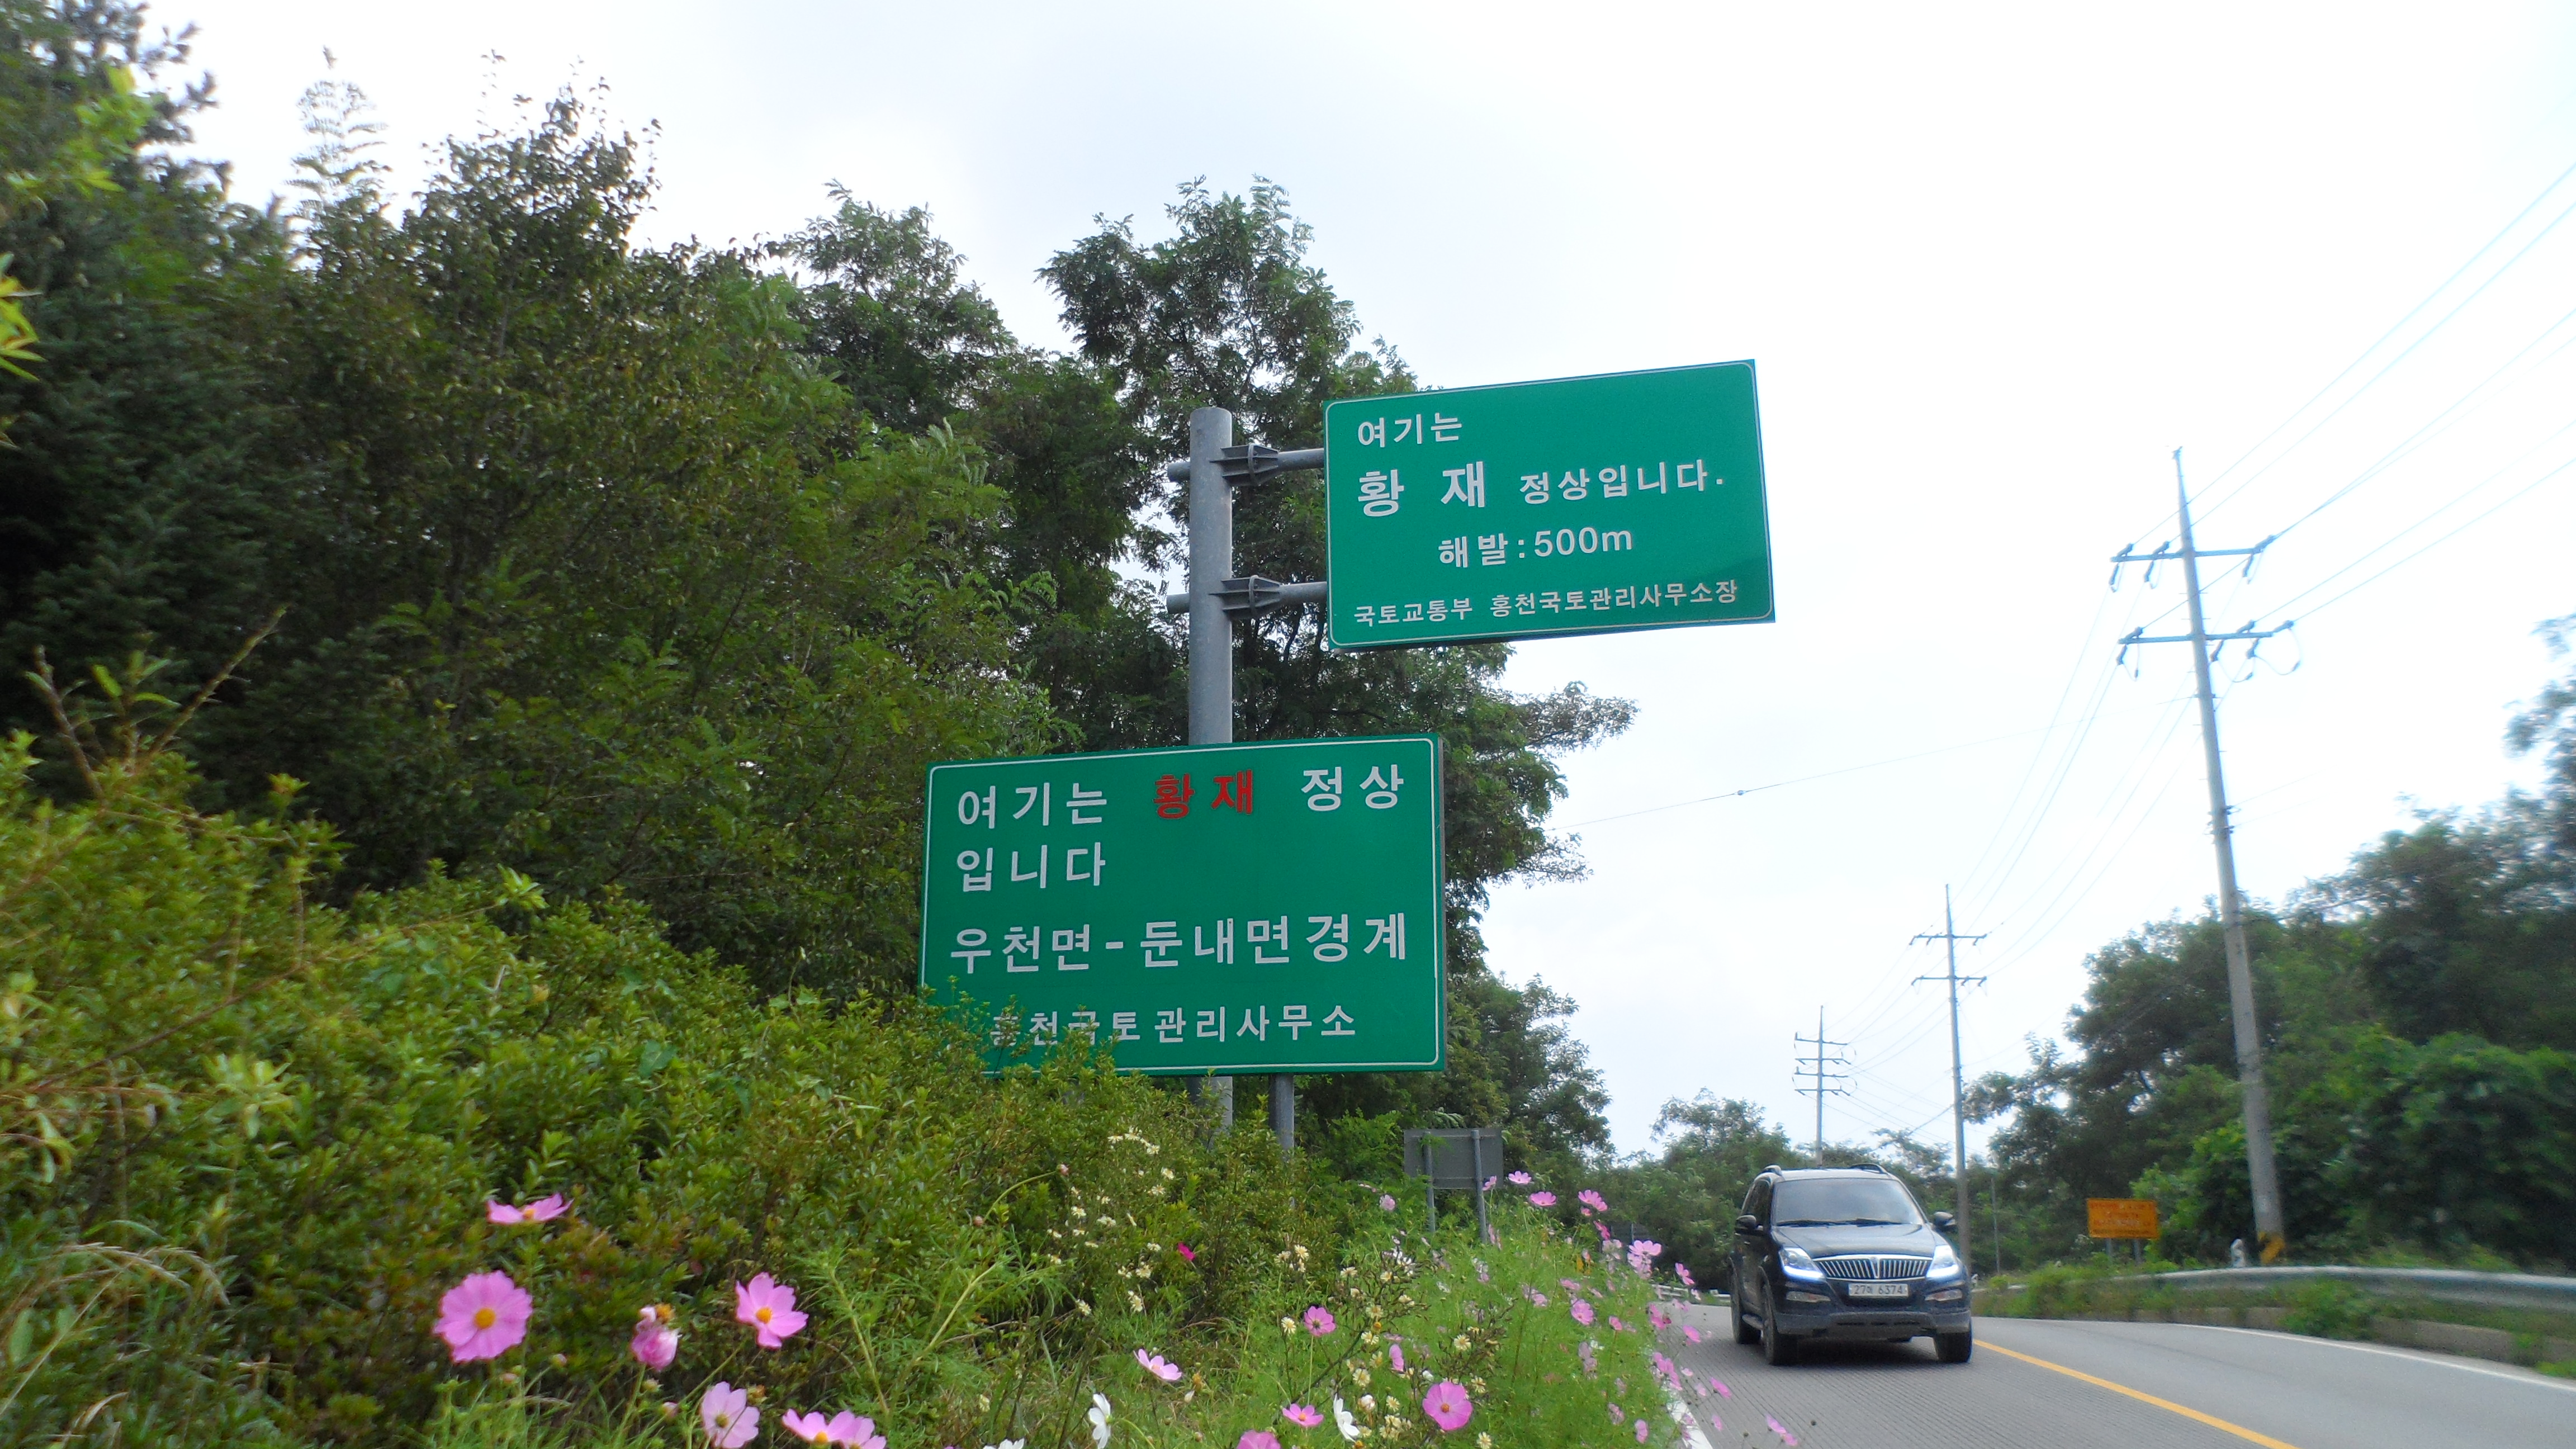 여기는
황 재 정상입니다.
해발:500m
국토교통부 홍천국토관리사무소장
여기는 황재 정상
입니다
우천면-둔내면경계
홍천국토관리사무소